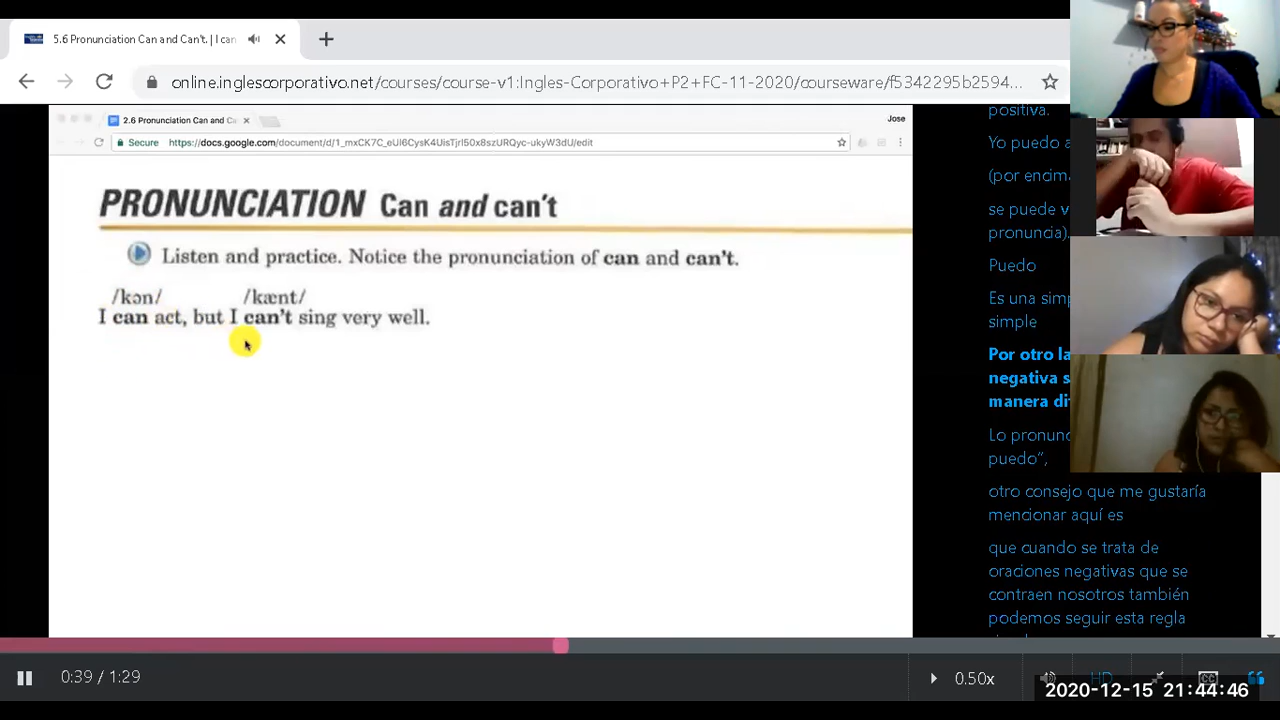 5.6 Pronunciation Can and Can't. | I can
online.inglescorporativo.net/courses/course-v1:Ingles-Corporativo+P2+FC-11-2020/courseware/f5342295b2594...
2.6 Pronunciation Can and Ca
Jose
Secure https://docs.google.com/document/d/1_mxCK7C_eUl6CysK4UisTjrl50x8szURQyc-ukyW3dU/edit
PRONUNCIATION Can and can't
Listen and practice. Notice the pronunciation of can and can't.
/kən/ /kænt/
I can act, but I can't sing very well.
positiva.
Yo puedo a
(por encima
se puede v
pronuncia).
Puedo
Es una simp
simple
Por otro la
negativa s
manera di
Lo pronunc
puedo”,
otro consejo que me gustaría
mencionar aquí es
que cuando se trata de
oraciones negativas que se
contraen nosotros también
podemos seguir esta regla
0:39 / 1:29
0.50x
HD
CC
2020-12-15 21:44:46